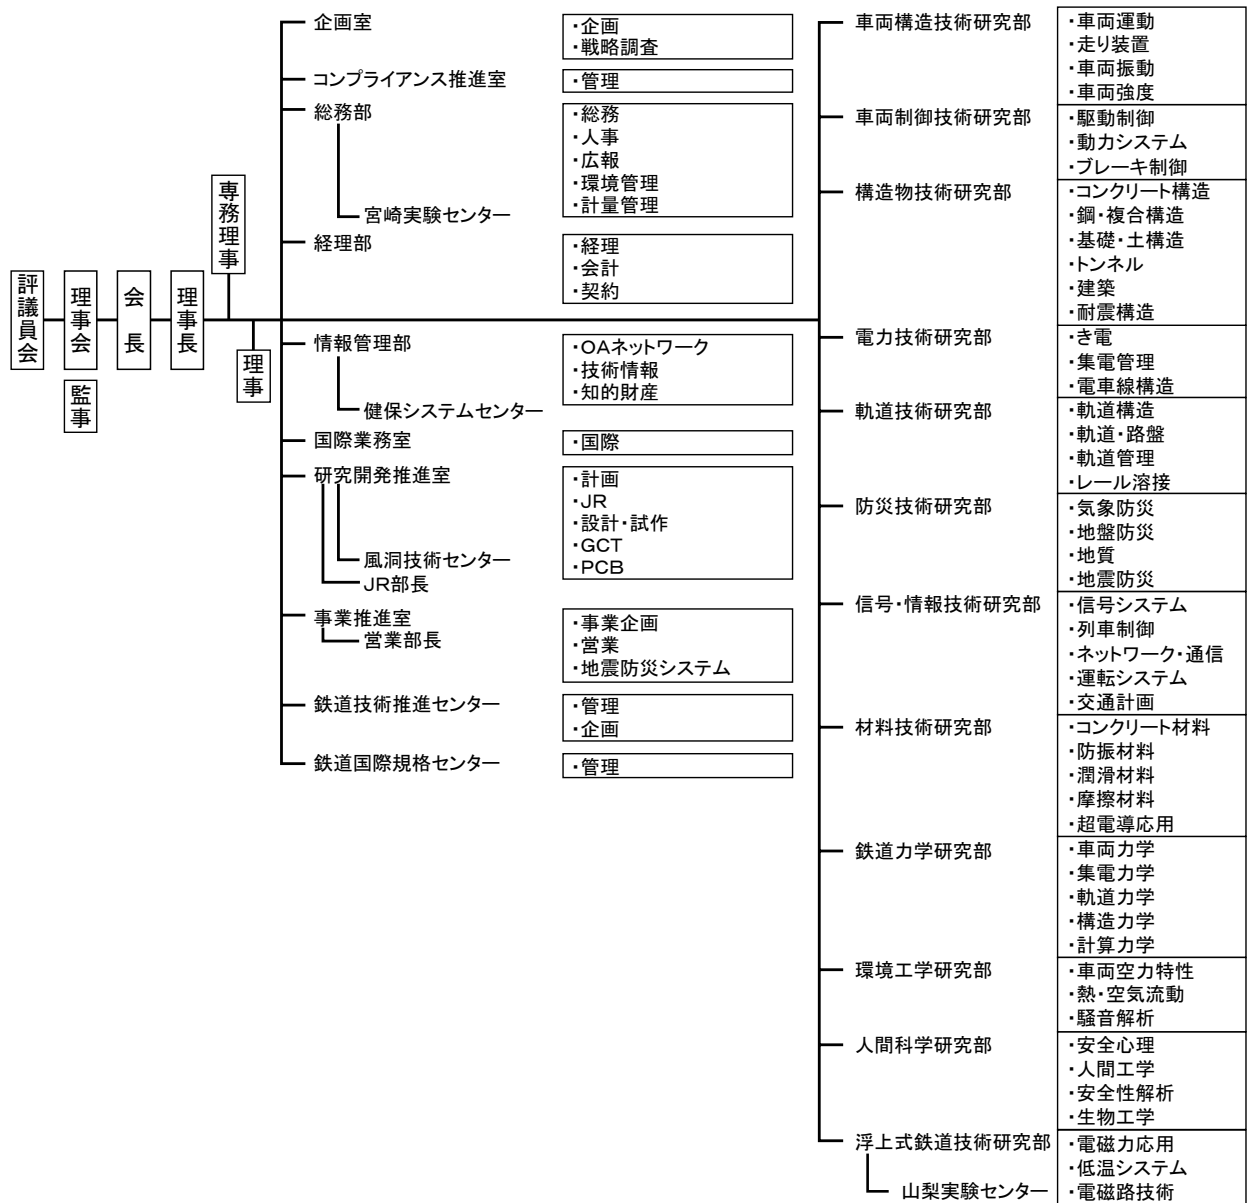 評議員会
理事会
監事
会長
理事長
専務理事
理事
企画室
・企画
・戦略調査
コンプライアンス推進室
・管理
総務部
・総務
・人事
・広報
・環境管理
・計量管理
宮崎実験センター
経理部
・経理
・会計
・契約
情報管理部
・OAネットワーク
・技術情報
・知的財産
健保システムセンター
国際業務室
・国際
研究開発推進室
・計画
・JR
・設計・試作
・GCT
・PCB
風洞技術センター
JR部長
事業推進室
営業部長
・事業企画
・営業
・地震防災システム
鉄道技術推進センター
・管理
・企画
鉄道国際規格センター
・管理
車両構造技術研究部
・車両運動
・走り装置
・車両振動
・車両強度
車両制御技術研究部
・駆動制御
・動力システム
・ブレーキ制御
構造物技術研究部
・コンクリート構造
・鋼・複合構造
・基礎・土構造
・トンネル
・建築
・耐震構造
電力技術研究部
・き電
・集電管理
・電車線構造
軌道技術研究部
・軌道構造
・軌道・路盤
・軌道管理
・レール溶接
防災技術研究部
・気象防災
・地盤防災
・地質
・地震防災
信号・情報技術研究部
・信号システム
・列車制御
・ネットワーク・通信
・運転システム
・交通計画
材料技術研究部
・コンクリート材料
・防振材料
・潤滑材料
・摩擦材料
・超電導応用
鉄道力学研究部
・車両力学
・集電力学
・軌道力学
・構造力学
・計算力学
環境工学研究部
・車両空力特性
・熱・空気流動
・騒音解析
人間科学研究部
・安全心理
・人間工学
・安全性解析
・生物工学
浮上式鉄道技術研究部
・電磁力応用
・低温システム
・電磁路技術
山梨実験センター